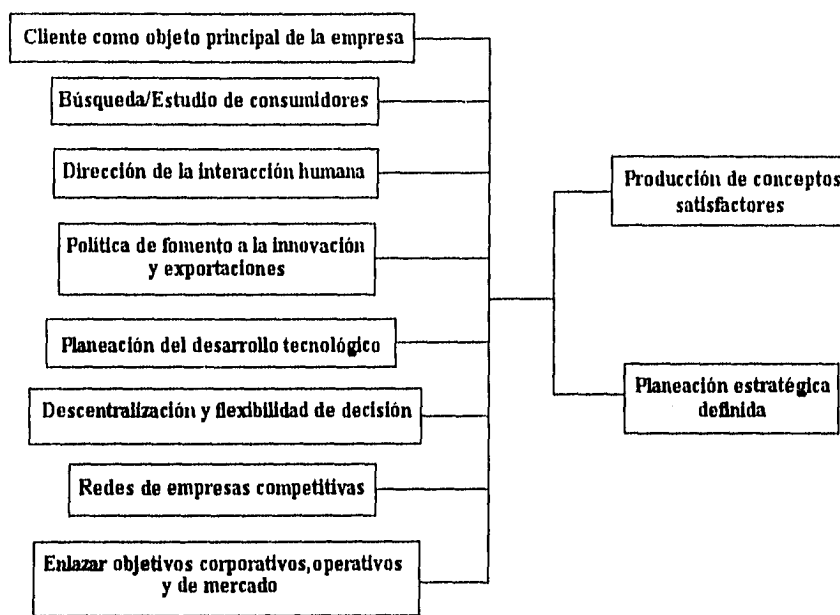 Cliente como objeto principal de la empresa
Búsqueda/Estudio de consumidores
Dirección de la interacción humana
Política de fomento a la innovación
y exportaciones
Planeación del desarrollo tecnológico
Descentralización y flexibilidad de decisión
Redes de empresas competitivas
Enlazar objetivos corporativos, operativos
y de mercado
Producción de conceptos
satisfactores
Planeación estratégica
definida